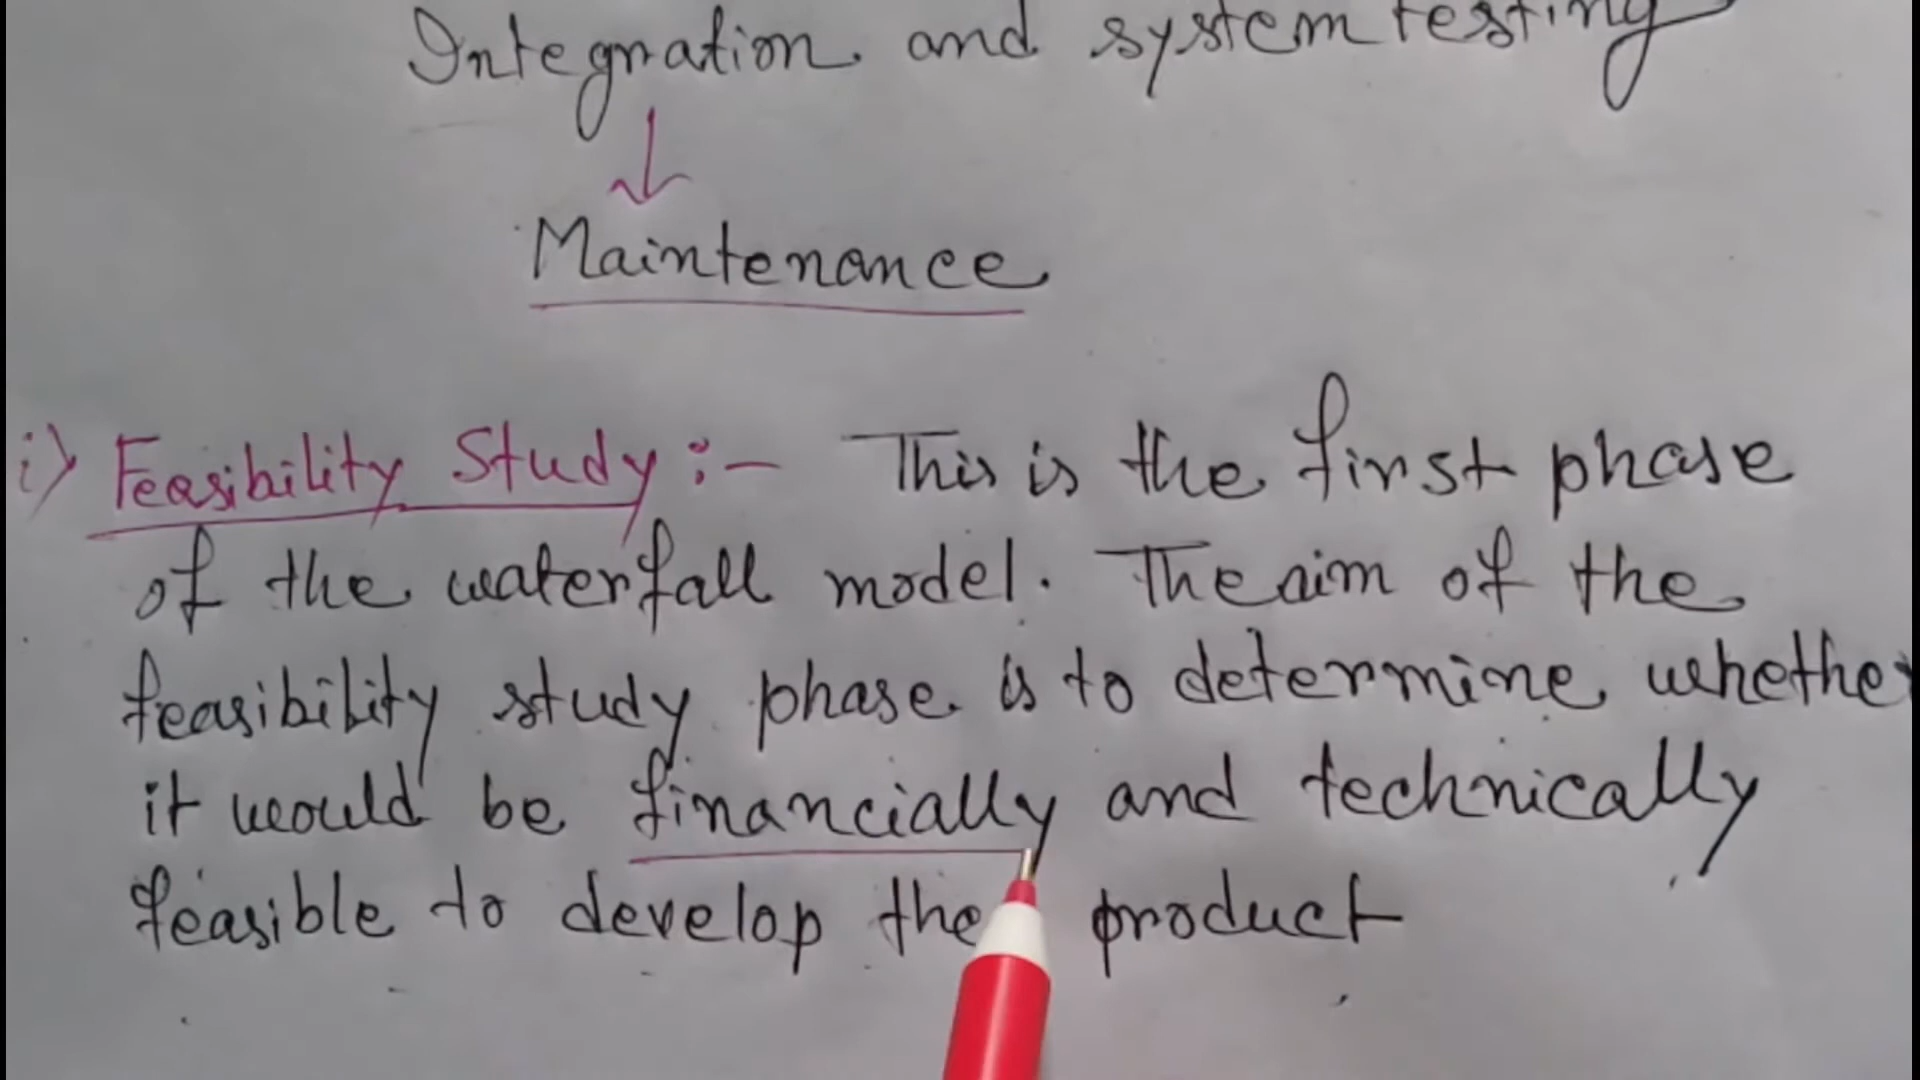 Integration and system testing
Maintenance
i) Feasibility Study :- This is the first phase
of the waterfall model. The aim of the
feasibility study phase is to determine whether
it would be financially and technically
feasible to develop the product